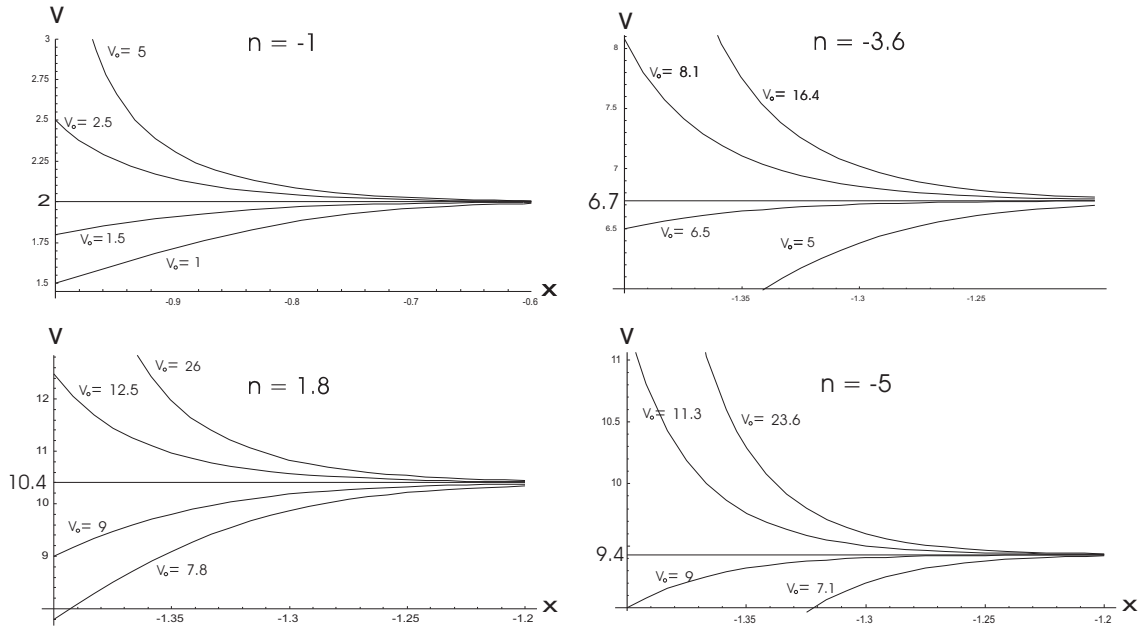 V
n = -1
3
V₀= 5
2.75
V₀= 2.5
2.5
2.25
2
V₀= 1.5
1.75
V₀= 1
1.5
-0.9 -0.8 -0.7 -0.6
x
V
n = -3.6
8
V₀= 8.1
V₀= 16.4
7.5
7
6.7
6.5
V₀= 6.5
V₀= 5
-1.35 -1.3 -1.25
V
V₀= 26
n = 1.8
12
V₀= 12.5
11
10.4
10
V₀= 9
9
V₀= 7.8
-1.35 -1.3 -1.25 -1.2
x
V
11
n = -5
V₀= 11.3
V₀= 23.6
10.5
10
9.4
V₀= 9
V₀= 7.1
-1.35 -1.3 -1.25 -1.2
x